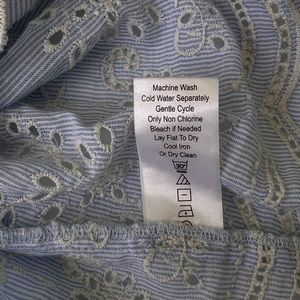 Machine Wash
Cold Water Separately
Gentle Cycle
Only Non Chlorine
Bleach if Needed
Lay Flat To Dry
Cool Iron
Or Dry Clean
30°